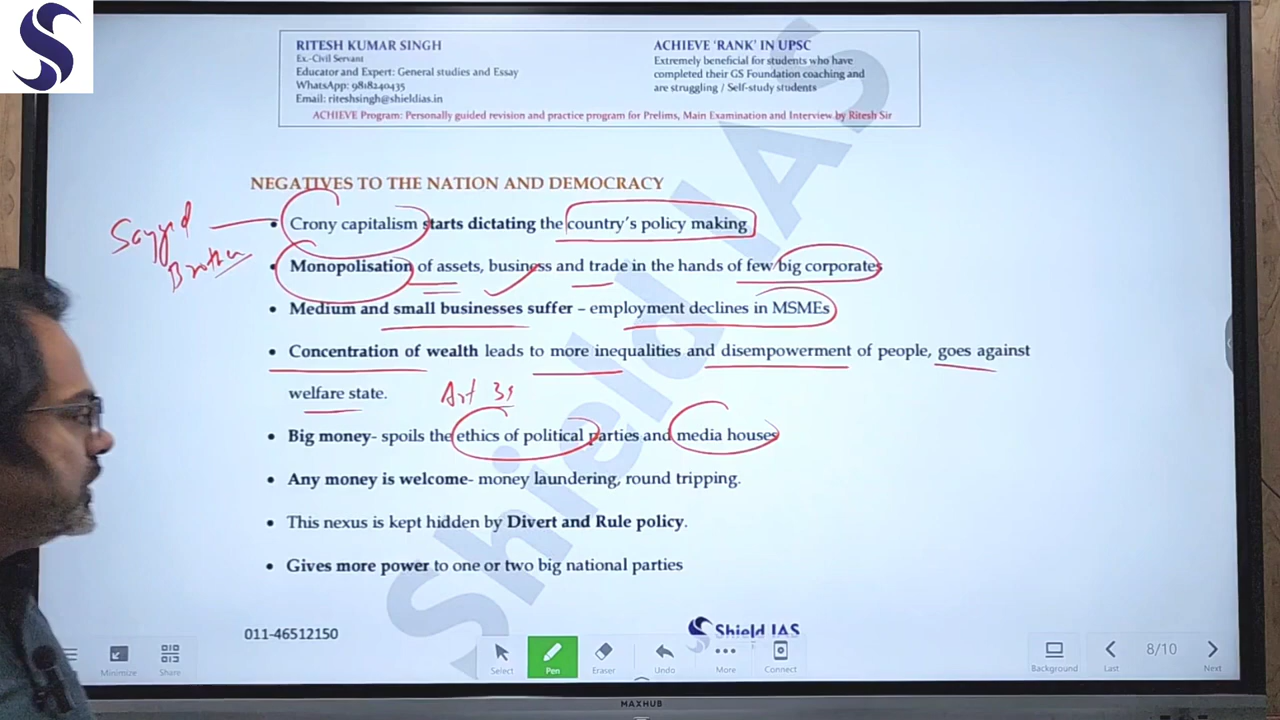 RITESH KUMAR SINGH
Ex.-Civil Servant
Educator and Expert: General studies and Essay
WhatsApp: 9818240435
Email: riteshsingh@shieldias.in
ACHIEVE ‘RANK’ IN UPSC
Extremely beneficial for students who have
completed their GS Foundation coaching and
are struggling / Self-study students
ACHIEVE Program: Personally guided revision and practice program for Prelims, Main Examination and Interview by Ritesh Sir
NEGATIVES TO THE NATION AND DEMOCRACY
Sayyed
Brother
• Crony capitalism starts dictating the country’s policy making
• Monopolisation of assets, business and trade in the hands of few big corporates
• Medium and small businesses suffer – employment declines in MSMEs
• Concentration of wealth leads to more inequalities and disempowerment of people, goes against
welfare state.
Art
• Big money- spoils the ethics of political parties and media houses
• Any money is welcome- money laundering, round tripping.
• This nexus is kept hidden by Divert and Rule policy.
• Gives more power to one or two big national parties
Shield IAS
011-46512150
Shield IAS
Minimize
Share
Select
Pen
Eraser
Undo
More
Connect
Background
Last
8/10
Next
MAXHUB